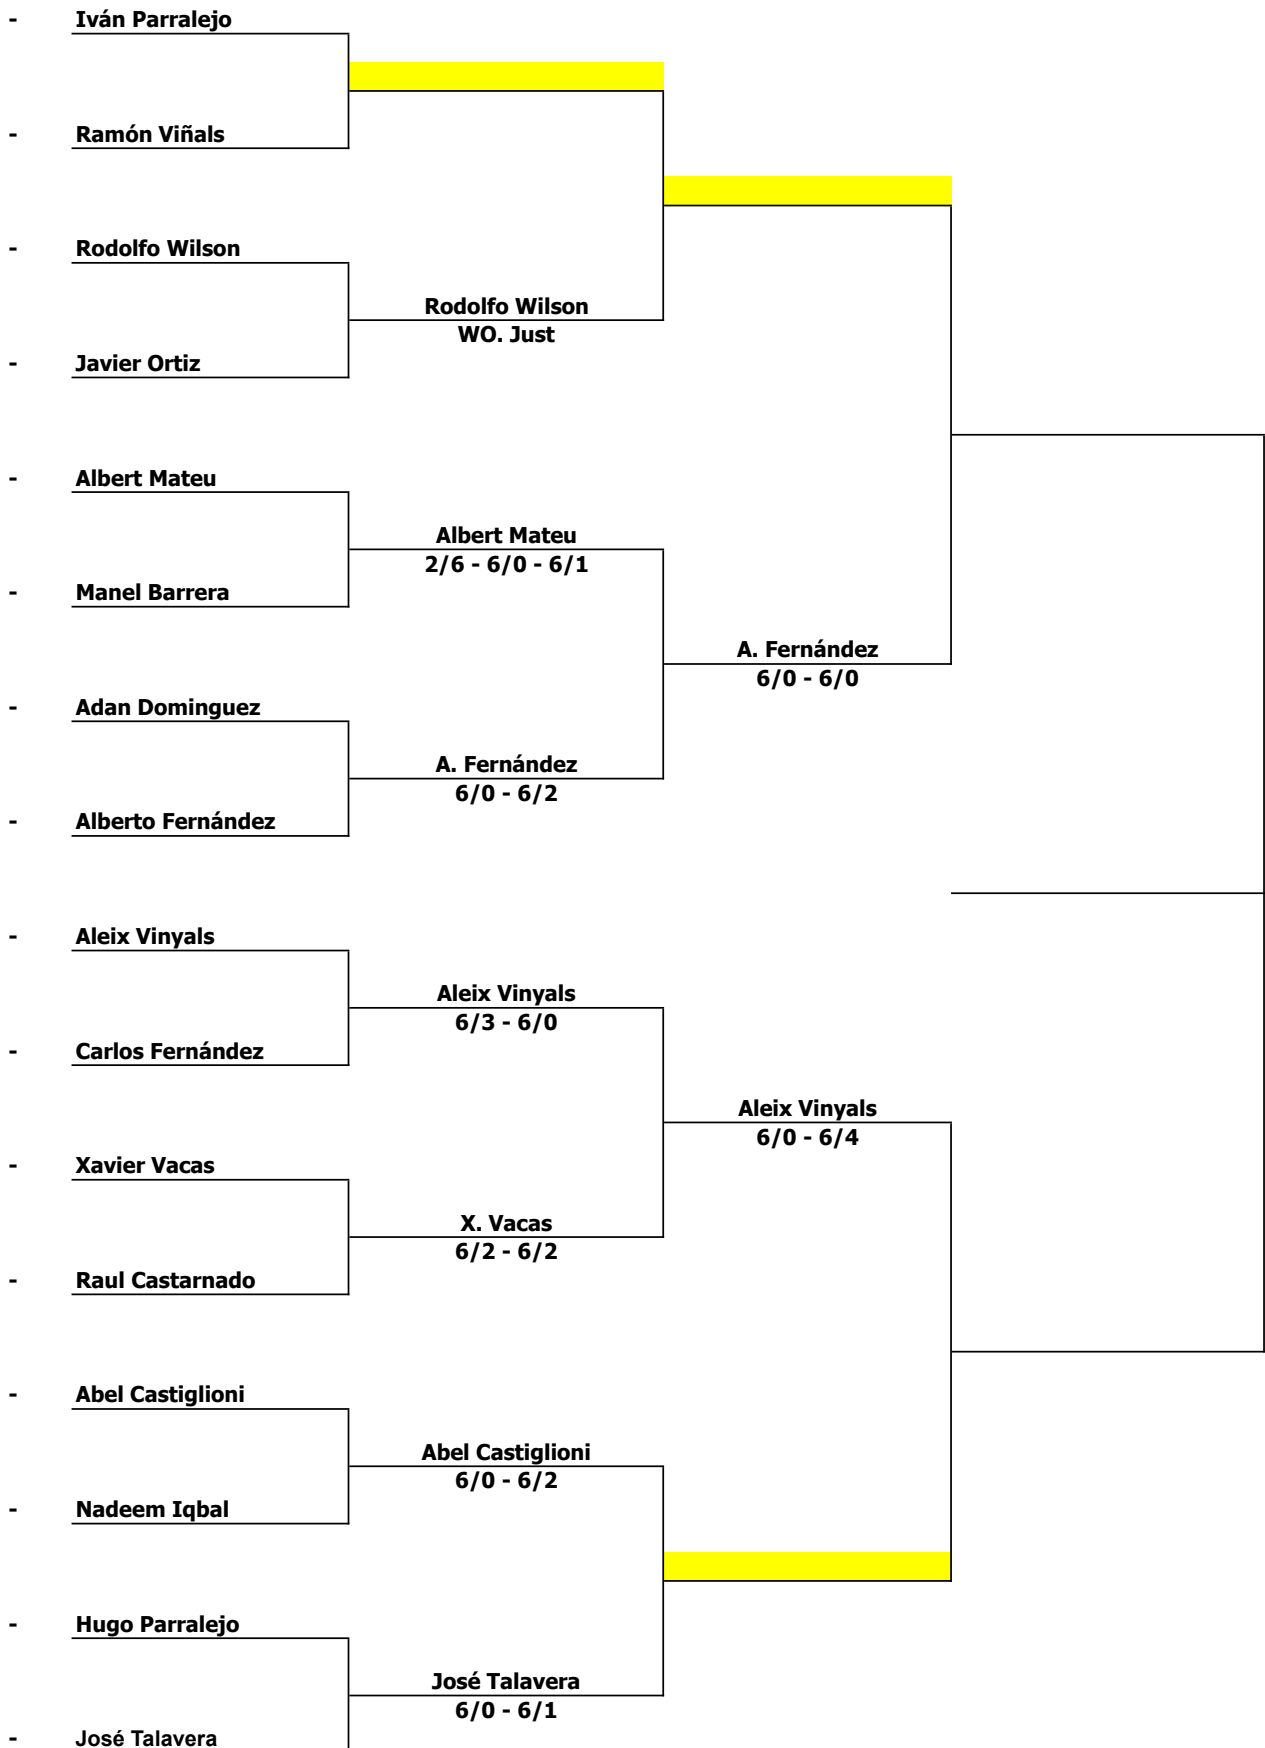 - Iván Parralejo
- Ramón Viñals
- Rodolfo Wilson
Rodolfo Wilson
WO. Just
- Javier Ortiz
- Albert Mateu
Albert Mateu
2/6 - 6/0 - 6/1
- Manel Barrera
A. Fernández
6/0 - 6/0
- Adan Dominguez
A. Fernández
6/0 - 6/2
- Alberto Fernández
- Aleix Vinyals
Aleix Vinyals
6/3 - 6/0
- Carlos Fernández
Aleix Vinyals
6/0 - 6/4
- Xavier Vacas
X. Vacas
6/2 - 6/2
- Raul Castarnado
- Abel Castiglioni
Abel Castiglioni
6/0 - 6/2
- Nadeem Iqbal
- Hugo Parralejo
José Talavera
6/0 - 6/1
- José Talavera